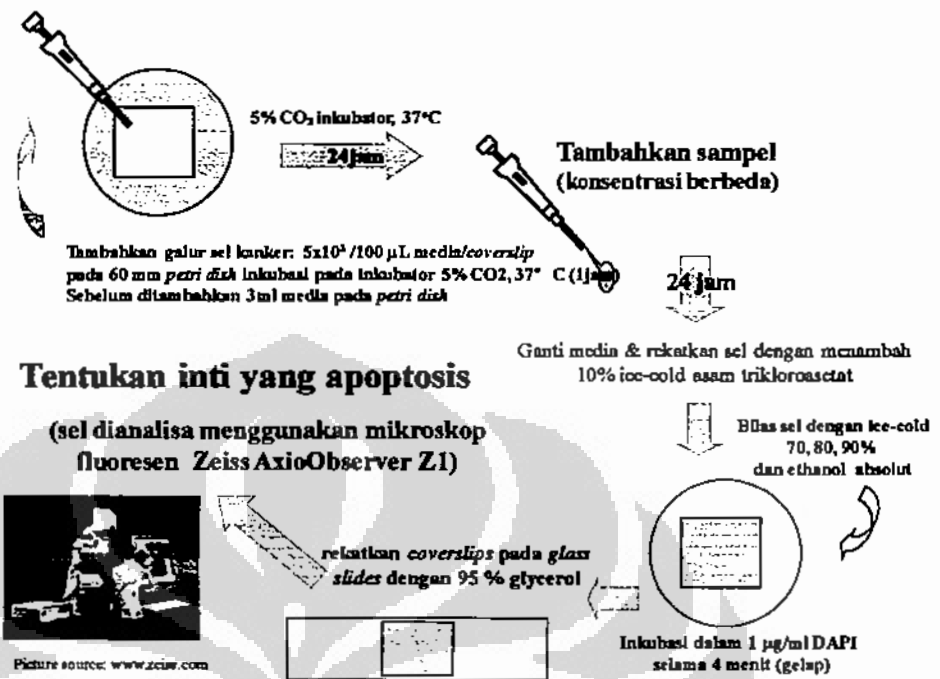 5% CO₂ inkubator, 37°C
24 jam
Tambahkan sampel
(konsentrasi berbeda)
Tambahkan galur sel kanker: 5x10³ /100 µL media/coverslip
pada 60 mm petri dish inkubasi pada inkubator 5% CO2, 37° C (1jam)
Sebelum ditambahkan 3ml media pada petri dish
24 jam
Ganti media & rekatkan sel dengan menambah
10% ice-cold asam trikloroasetat
Bilas sel dengan ice-cold
70, 80, 90%
dan ethanol absolut
Inkubasi dalam 1 µg/ml DAPI
selama 4 menit (gelap)
rekatkan coverslips pada glass
slides dengan 95 % glycerol
Tentukan inti yang apoptosis
(sel dianalisa menggunakan mikroskop
fluoresen Zeiss AxioObserver Z1)
Picture source: www.zeiss.com